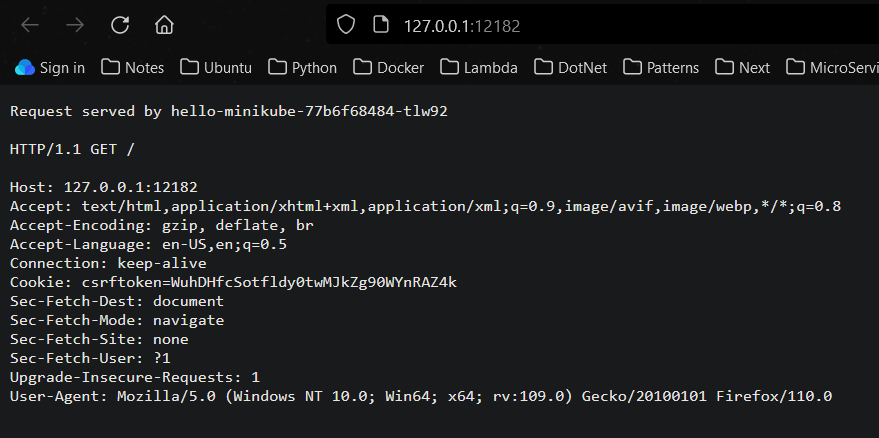 127.0.0.1:12182
Sign in Notes Ubuntu Python Docker Lambda DotNet Patterns Next MicroServi
Request served by hello-minikube-77b6f68484-tlw92
HTTP/1.1 GET /
Host: 127.0.0.1:12182
Accept: text/html,application/xhtml+xml,application/xml;q=0.9,image/avif,image/webp,*/*;q=0.8
Accept-Encoding: gzip, deflate, br
Accept-Language: en-US,en;q=0.5
Connection: keep-alive
Cookie: csrftoken=WuhDHfcSotfldy0twMJkZg90WYnRAZ4k
Sec-Fetch-Dest: document
Sec-Fetch-Mode: navigate
Sec-Fetch-Site: none
Sec-Fetch-User: ?1
Upgrade-Insecure-Requests: 1
User-Agent: Mozilla/5.0 (Windows NT 10.0; Win64; x64; rv:109.0) Gecko/20100101 Firefox/110.0